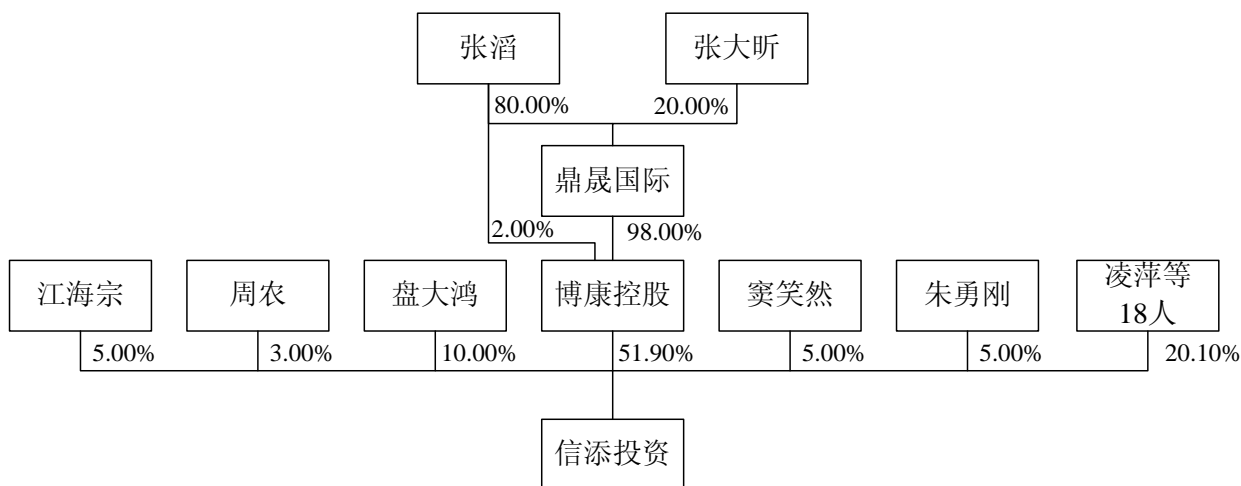 张滔
张大昕
80.00%
20.00%
鼎晟国际
2.00%
98.00%
江海宗
周农
盘大鸿
博康控股
窦笑然
朱勇刚
凌萍等
18人
5.00%
3.00%
10.00%
51.90%
5.00%
5.00%
20.10%
信添投资